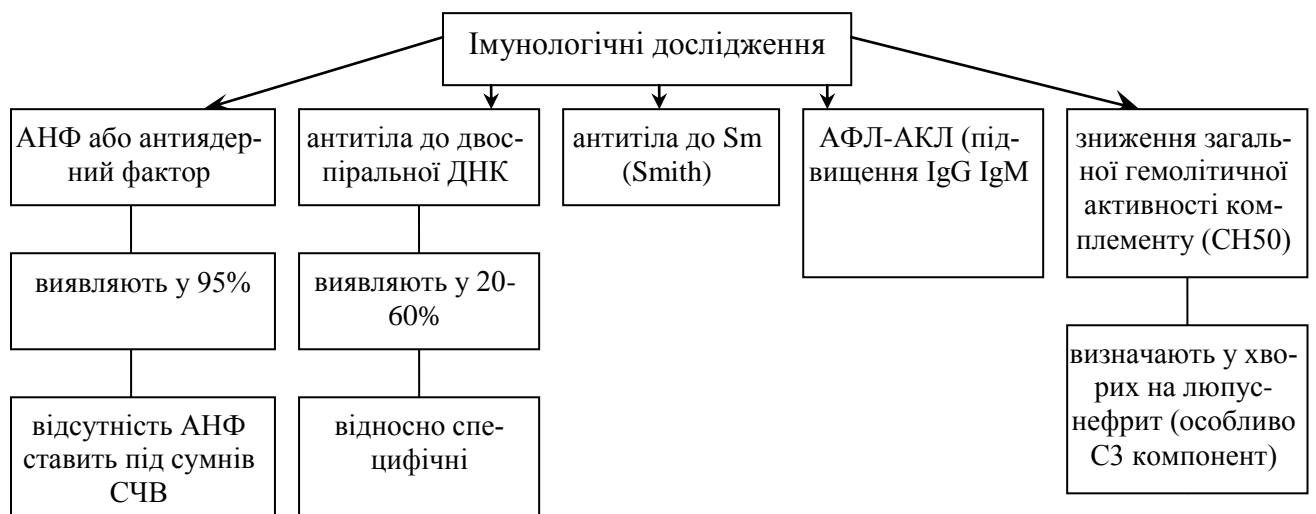 Імунологічні дослідження
АНФ або антиядер-
ний фактор
виявляють у 95%
відсутність АНФ
ставить під сумнів
СЧВ
антитіла до двос-
піральної ДНК
виявляють у 20-
60%
відносно спе-
цифічні
антитіла до Sm
(Smith)
АФЛ-АКЛ (під-
вищення IgG IgM
зниження загаль-
ної гемолітичної
активності ком-
плементу (СН50)
визначають у хво-
рих на люпус-
нефрит (особливо
С3 компонент)